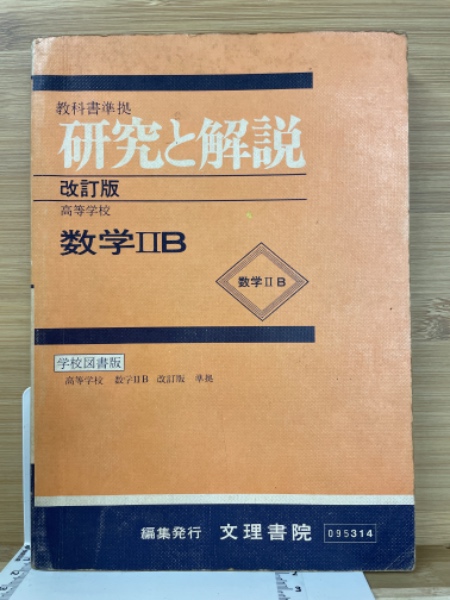 教科書準拠
研究と解説
改訂版
高等学校
数学ⅡB
数学ⅡB
学校図書版
高等学校 数学ⅡB 改訂版 準拠
編集発行 文理書院 095314